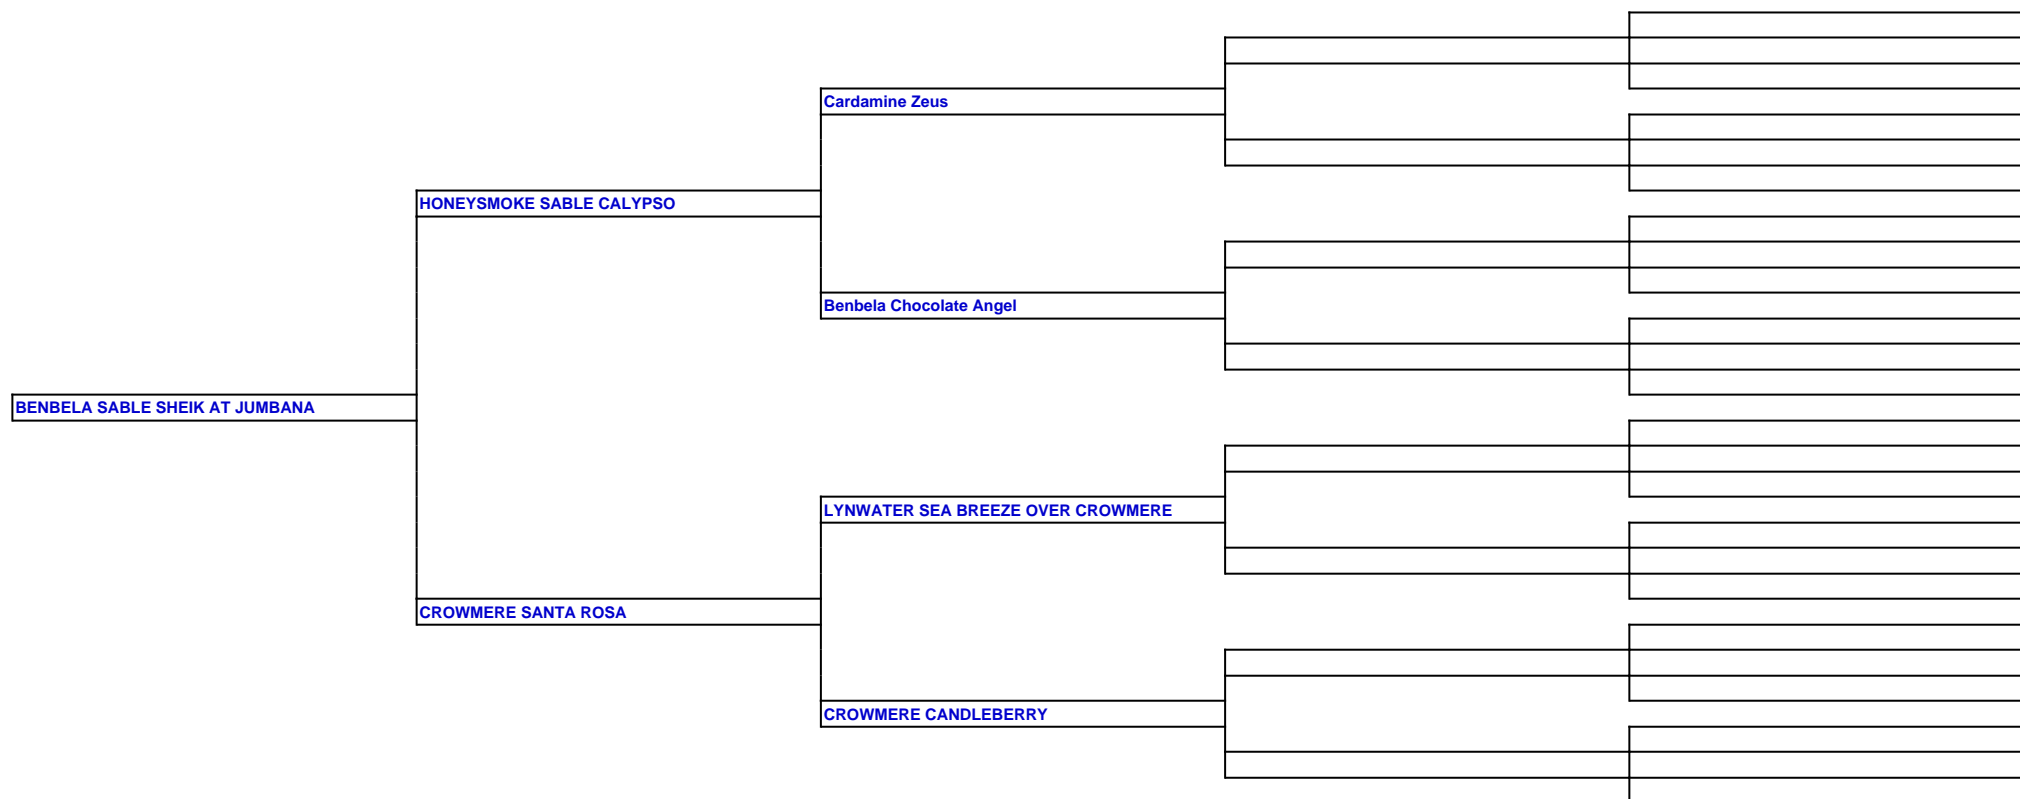 Cardamine Zeus
HONEYSMOKE SABLE CALYPSO
Benbela Chocolate Angel
BENBELA SABLE SHEIK AT JUMBANA
LYNWATER SEA BREEZE OVER CROWMERE
CROWMERE SANTA ROSA
CROWMERE CANDLEBERRY